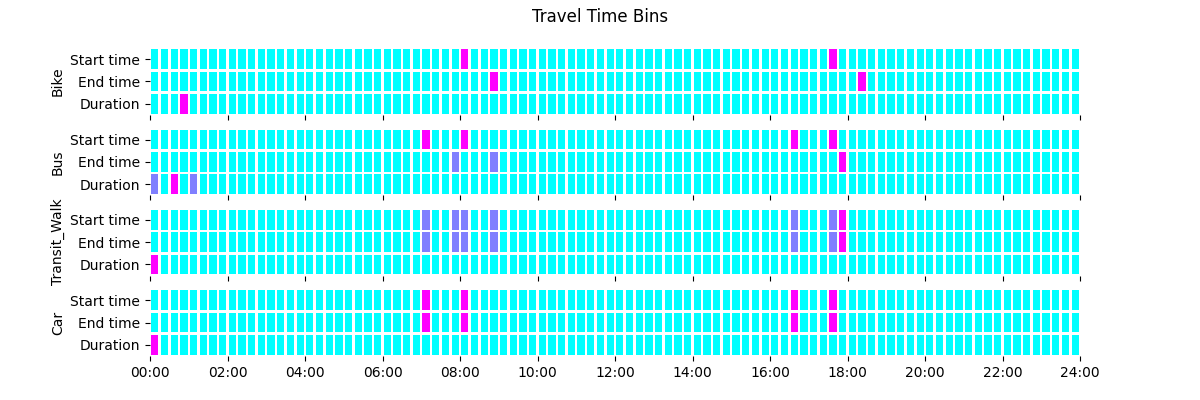 Travel Time Bins
Bike
Start time
End time
Duration
Bus
Start time
End time
Duration
Transit_Walk
Start time
End time
Duration
Car
Start time
End time
Duration
00:00 02:00 04:00 06:00 08:00 10:00 12:00 14:00 16:00 18:00 20:00 22:00 24:00